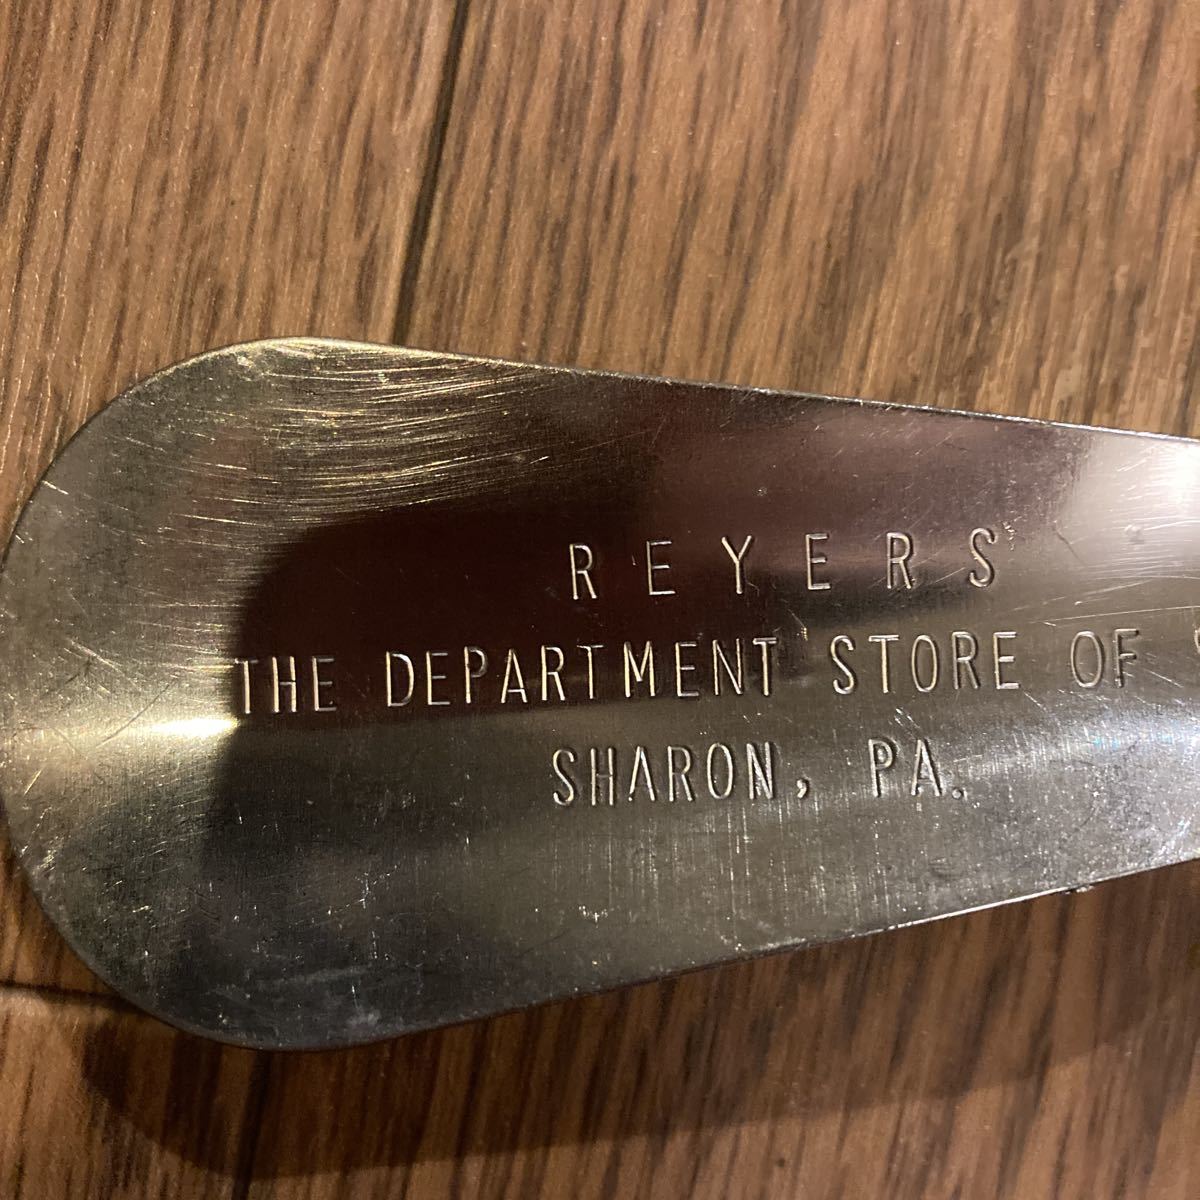 REYERS'
THE DEPARTMENT STORE OF
SHARON, PA.